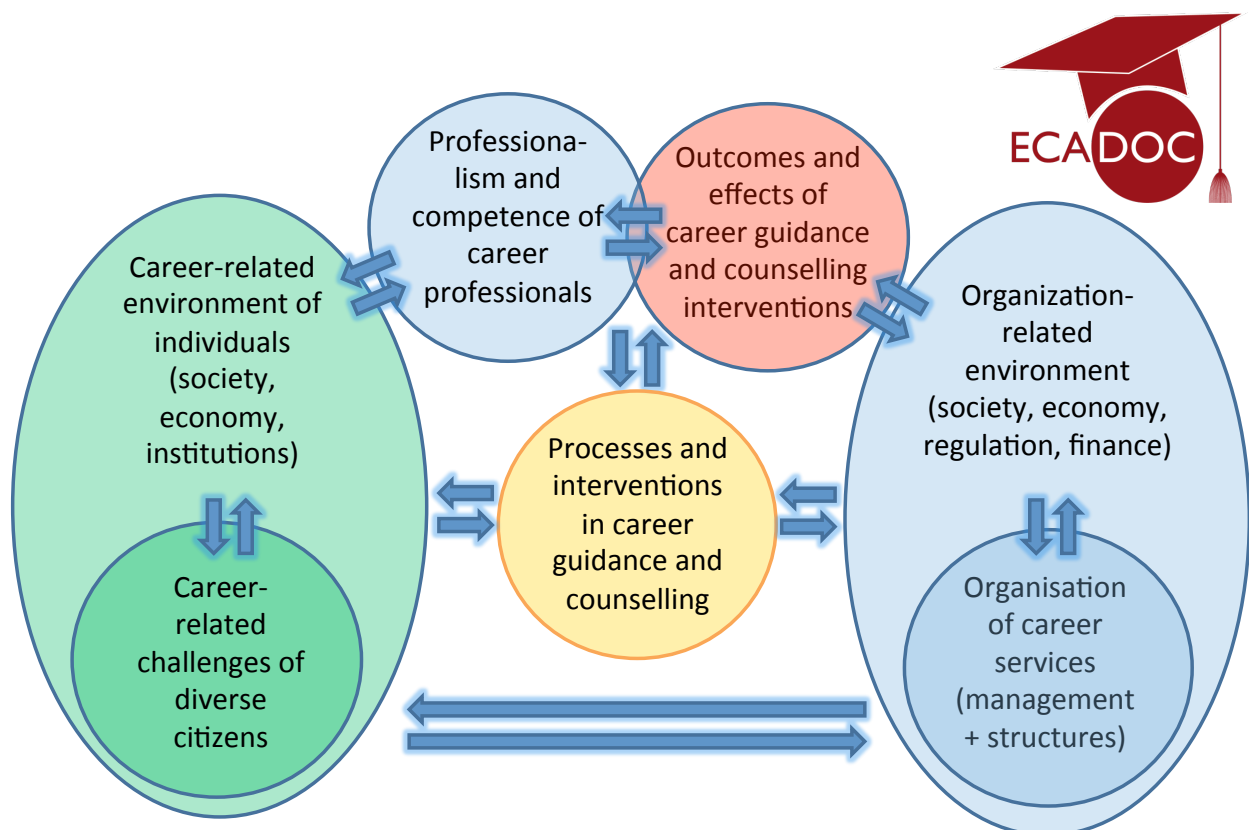 ECADOC
Professiona-
lism and
competence of
career
professionals
Outcomes and
effects of
career guidance
and counselling
interventions
Career-related
environment of
individuals
(society,
economy,
institutions)
Organization-
related
environment
(society, economy,
regulation, finance)
Processes and
interventions
in career
guidance and
counselling
Career-
related
challenges of
diverse
citizens
Organisation
of career
services
(management
+ structures)